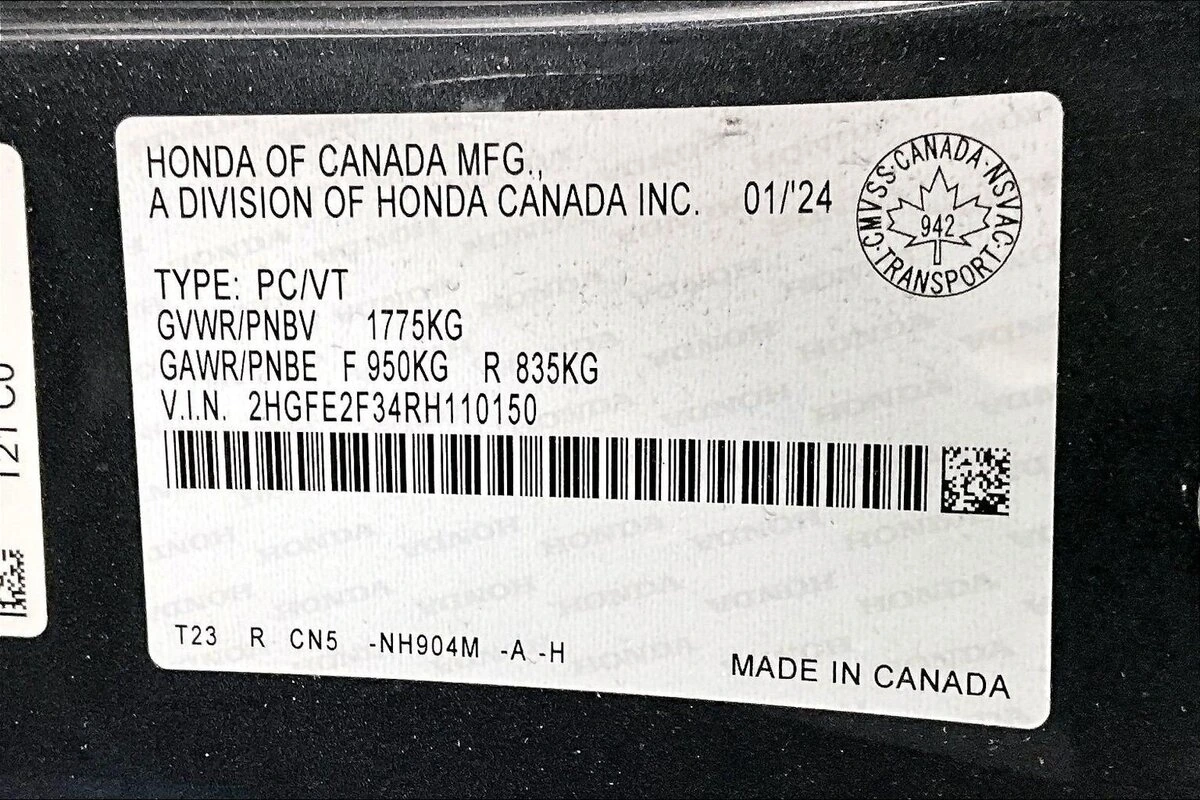 HONDA OF CANADA MFG.,
A DIVISION OF HONDA CANADA INC. 01/'24
CMVSS·CANADA·NSVAC·TRANSPORT·
942
TYPE: PC/VT
GVWR/PNBV 1775KG
GAWR/PNBE F 950KG R 835KG
V.I.N. 2HGFE2F34RH110150
T23 R CN5 -NH904M -A -H
MADE IN CANADA